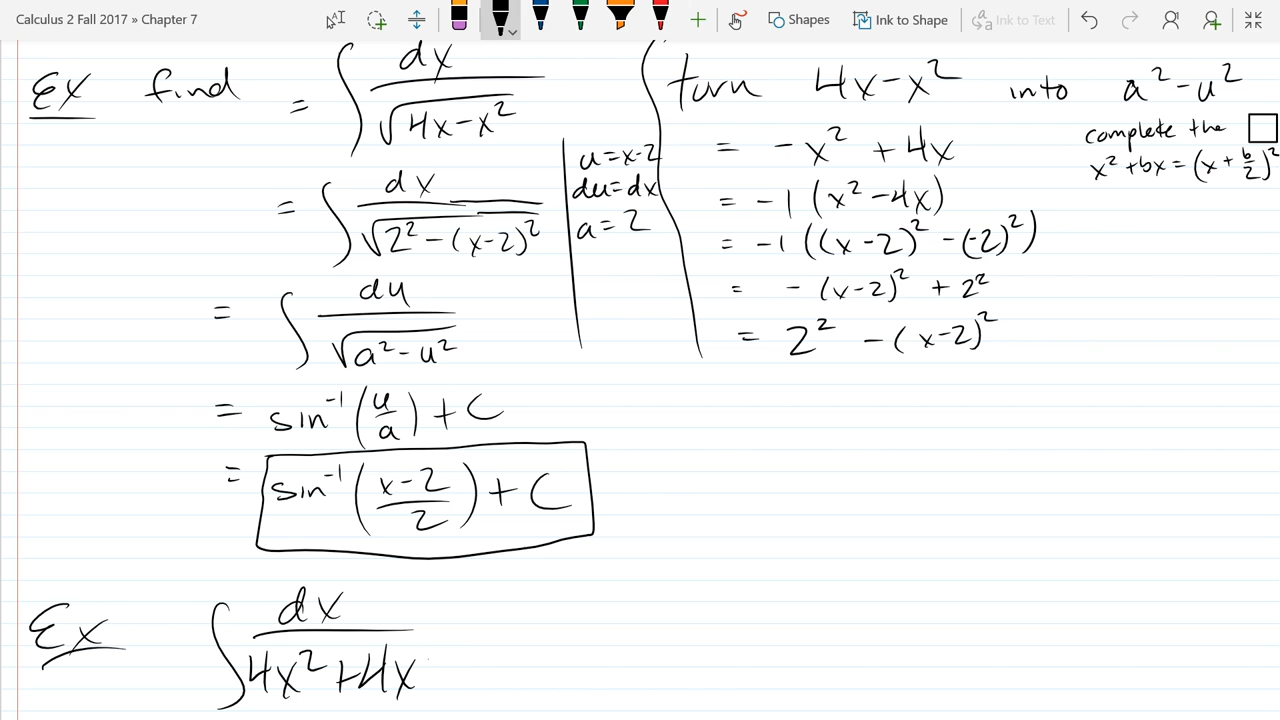 Calculus 2 Fall 2017 » Chapter 7
Shapes Ink to Shape Ink to Text
Ex find = ∫ dx / √(4x-x²)
= ∫ dx / √(2² - (x-2)²)
u = x-2
du = dx
a = 2
= ∫ du / √(a² - u²)
= sin⁻¹(u/a) + C
= sin⁻¹((x-2)/2) + C
turn 4x-x² into a² - u²
complete the □
x² + bx = (x + b/2)²
= -x² + 4x
= -1 (x² - 4x)
= -1 ((x-2)² - (-2)²)
= -(x-2)² + 2²
= 2² - (x-2)²
Ex ∫ dx / 4x² + 4x